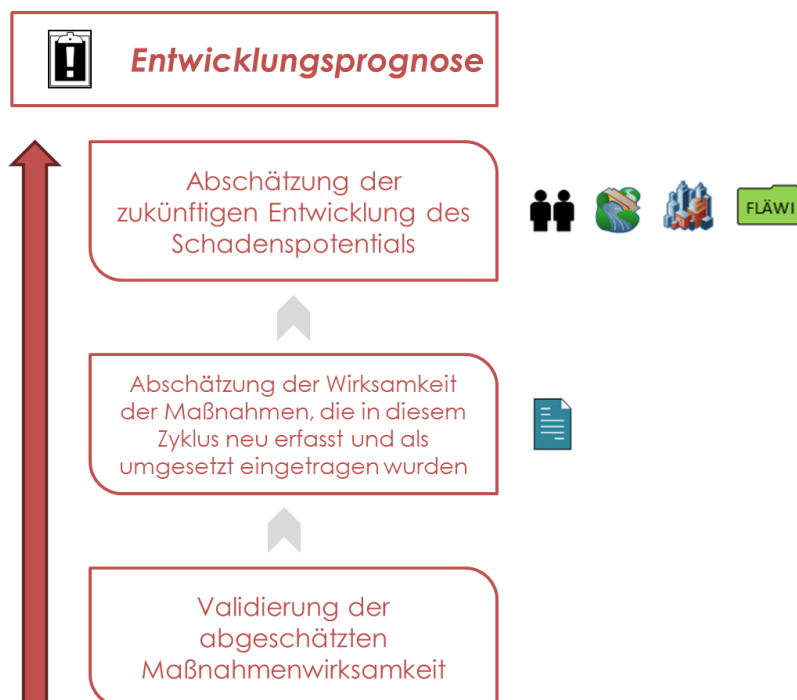 Entwicklungsprognose
Abschätzung der
zukünftigen Entwicklung des
Schadenspotentials
FLÄWI
Abschätzung der Wirksamkeit
der Maßnahmen, die in diesem
Zyklus neu erfasst und als
umgesetzt eingetragen wurden
Validierung der
abgeschätzten
Maßnahmenwirksamkeit